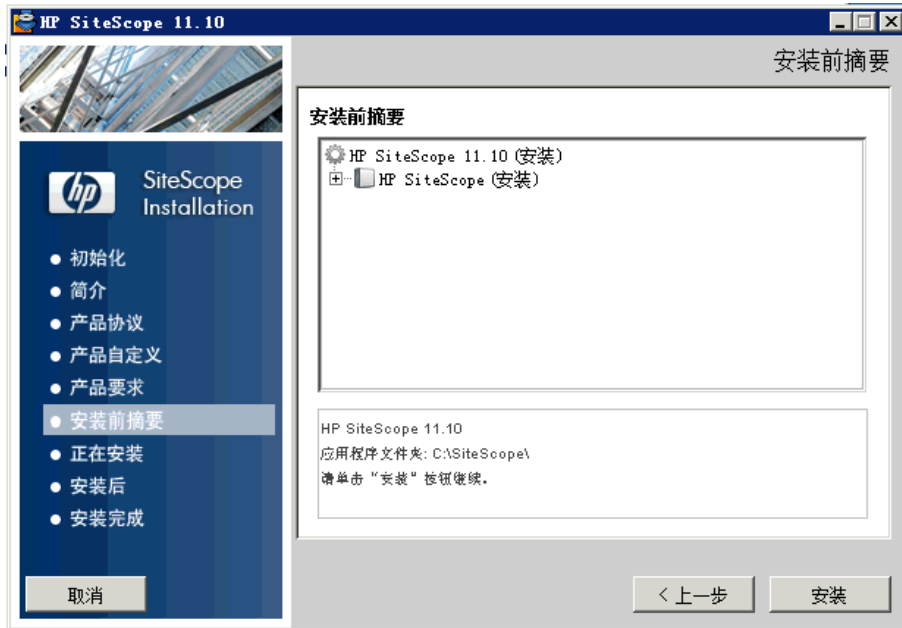 HP SiteScope 11.10
安装前摘要
hp
SiteScope
Installation
初始化
简介
产品协议
产品自定义
产品要求
安装前摘要
正在安装
安装后
安装完成
取消
安装前摘要
HP SiteScope 11.10 (安装)
HP SiteScope (安装)
HP SiteScope 11.10
应用程序文件夹: C:\SiteScope\
请单击“安装”按钮继续.
< 上一步
安装